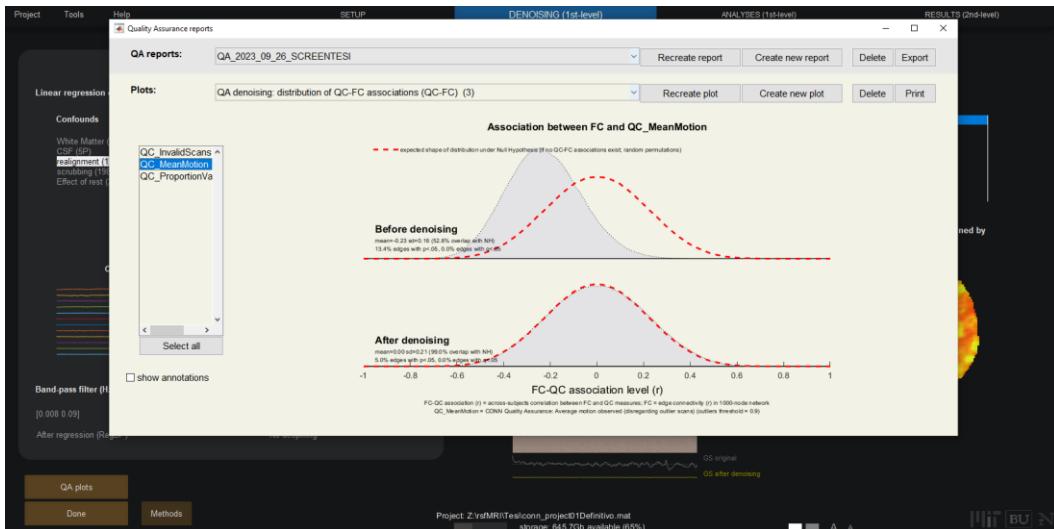 Project Tools Help SETUP DENOISING (1st-level) ANALYSES (1st-level) RESULTS (2nd-level)
Quality Assurance reports
QA reports: QA_2023_09_26_SCREENTESI Recreate report Create new report Delete Export
Plots: QA denoising: distribution of QC-FC associations (QC-FC) (3) Recreate plot Create new plot Delete Print
Linear regression
Confounds
White Matter (
CSF (5P)
realignment (1
scrubbing (198
Effect of rest (
QC_InvalidScans
QC_MeanMotion
QC_ProportionVa
Select all
show annotations
Association between FC and QC_MeanMotion
expected shape of distribution under Null Hypothesis (if no QC-FC associations exist; random permutations)
Before denoising
mean=-0.23 sd=0.16 (52.8% overlap with NH)
13.4% edges with p<.05, 0.0% edges with q<.05
After denoising
mean=0.00 sd=0.21 (99.0% overlap with NH)
5.0% edges with p<.05, 0.0% edges with q<.05
-1 -0.8 -0.6 -0.4 -0.2 0 0.2 0.4 0.6 0.8 1
FC-QC association level (r)
FC-QC association (r) = across-subjects correlation between FC and QC measures; FC = edge connectivity (r) in 1000-node network
QC_MeanMotion = CONN Quality Assurance: Average motion observed (disregarding outlier scans) (outliers threshold = 0.9)
ned by
Band-pass filter (H
[0.008 0.09]
After regression (RegBP) No despiking
GS original
GS after denoising
QA plots
Done Methods
Project: Z:\rsfMRI\Tesi\conn_project01Definitivo.mat
storage: 645.7Gb available (65%)
A A
MIT BU